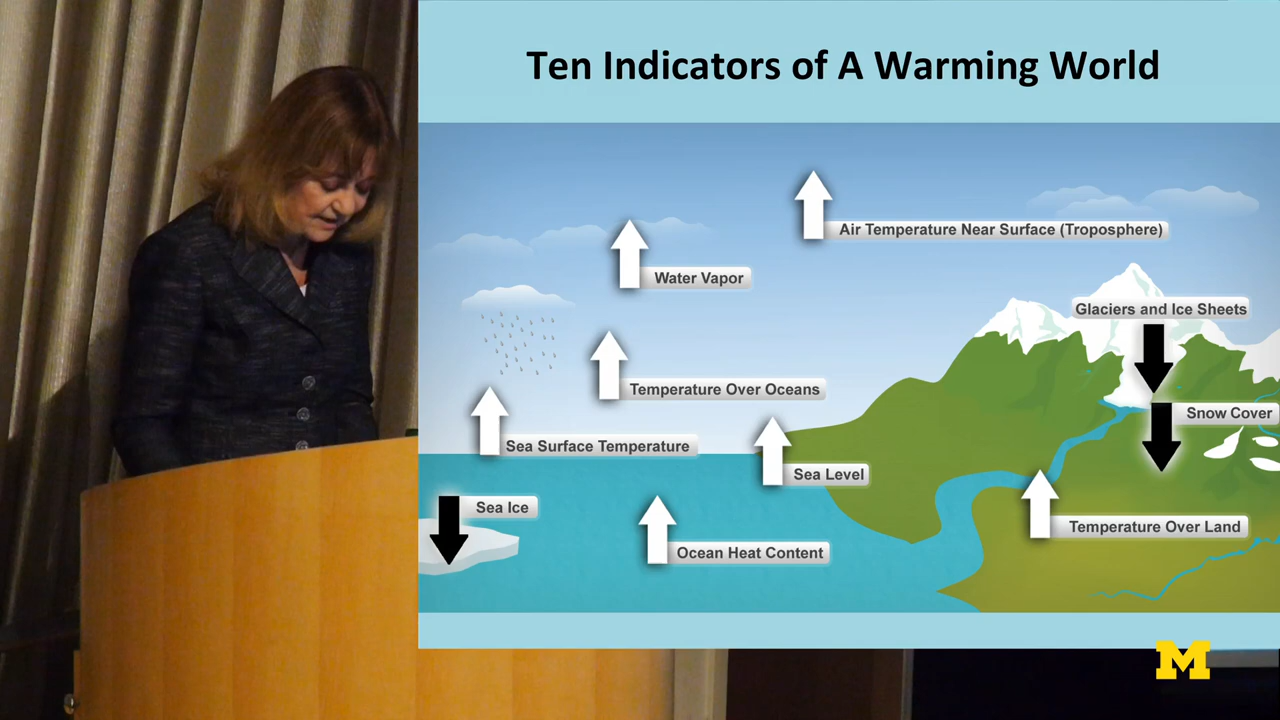 Ten Indicators of A Warming World
Air Temperature Near Surface (Troposphere)
Water Vapor
Glaciers and Ice Sheets
Temperature Over Oceans
Snow Cover
Sea Surface Temperature
Sea Level
Sea Ice
Temperature Over Land
Ocean Heat Content
M